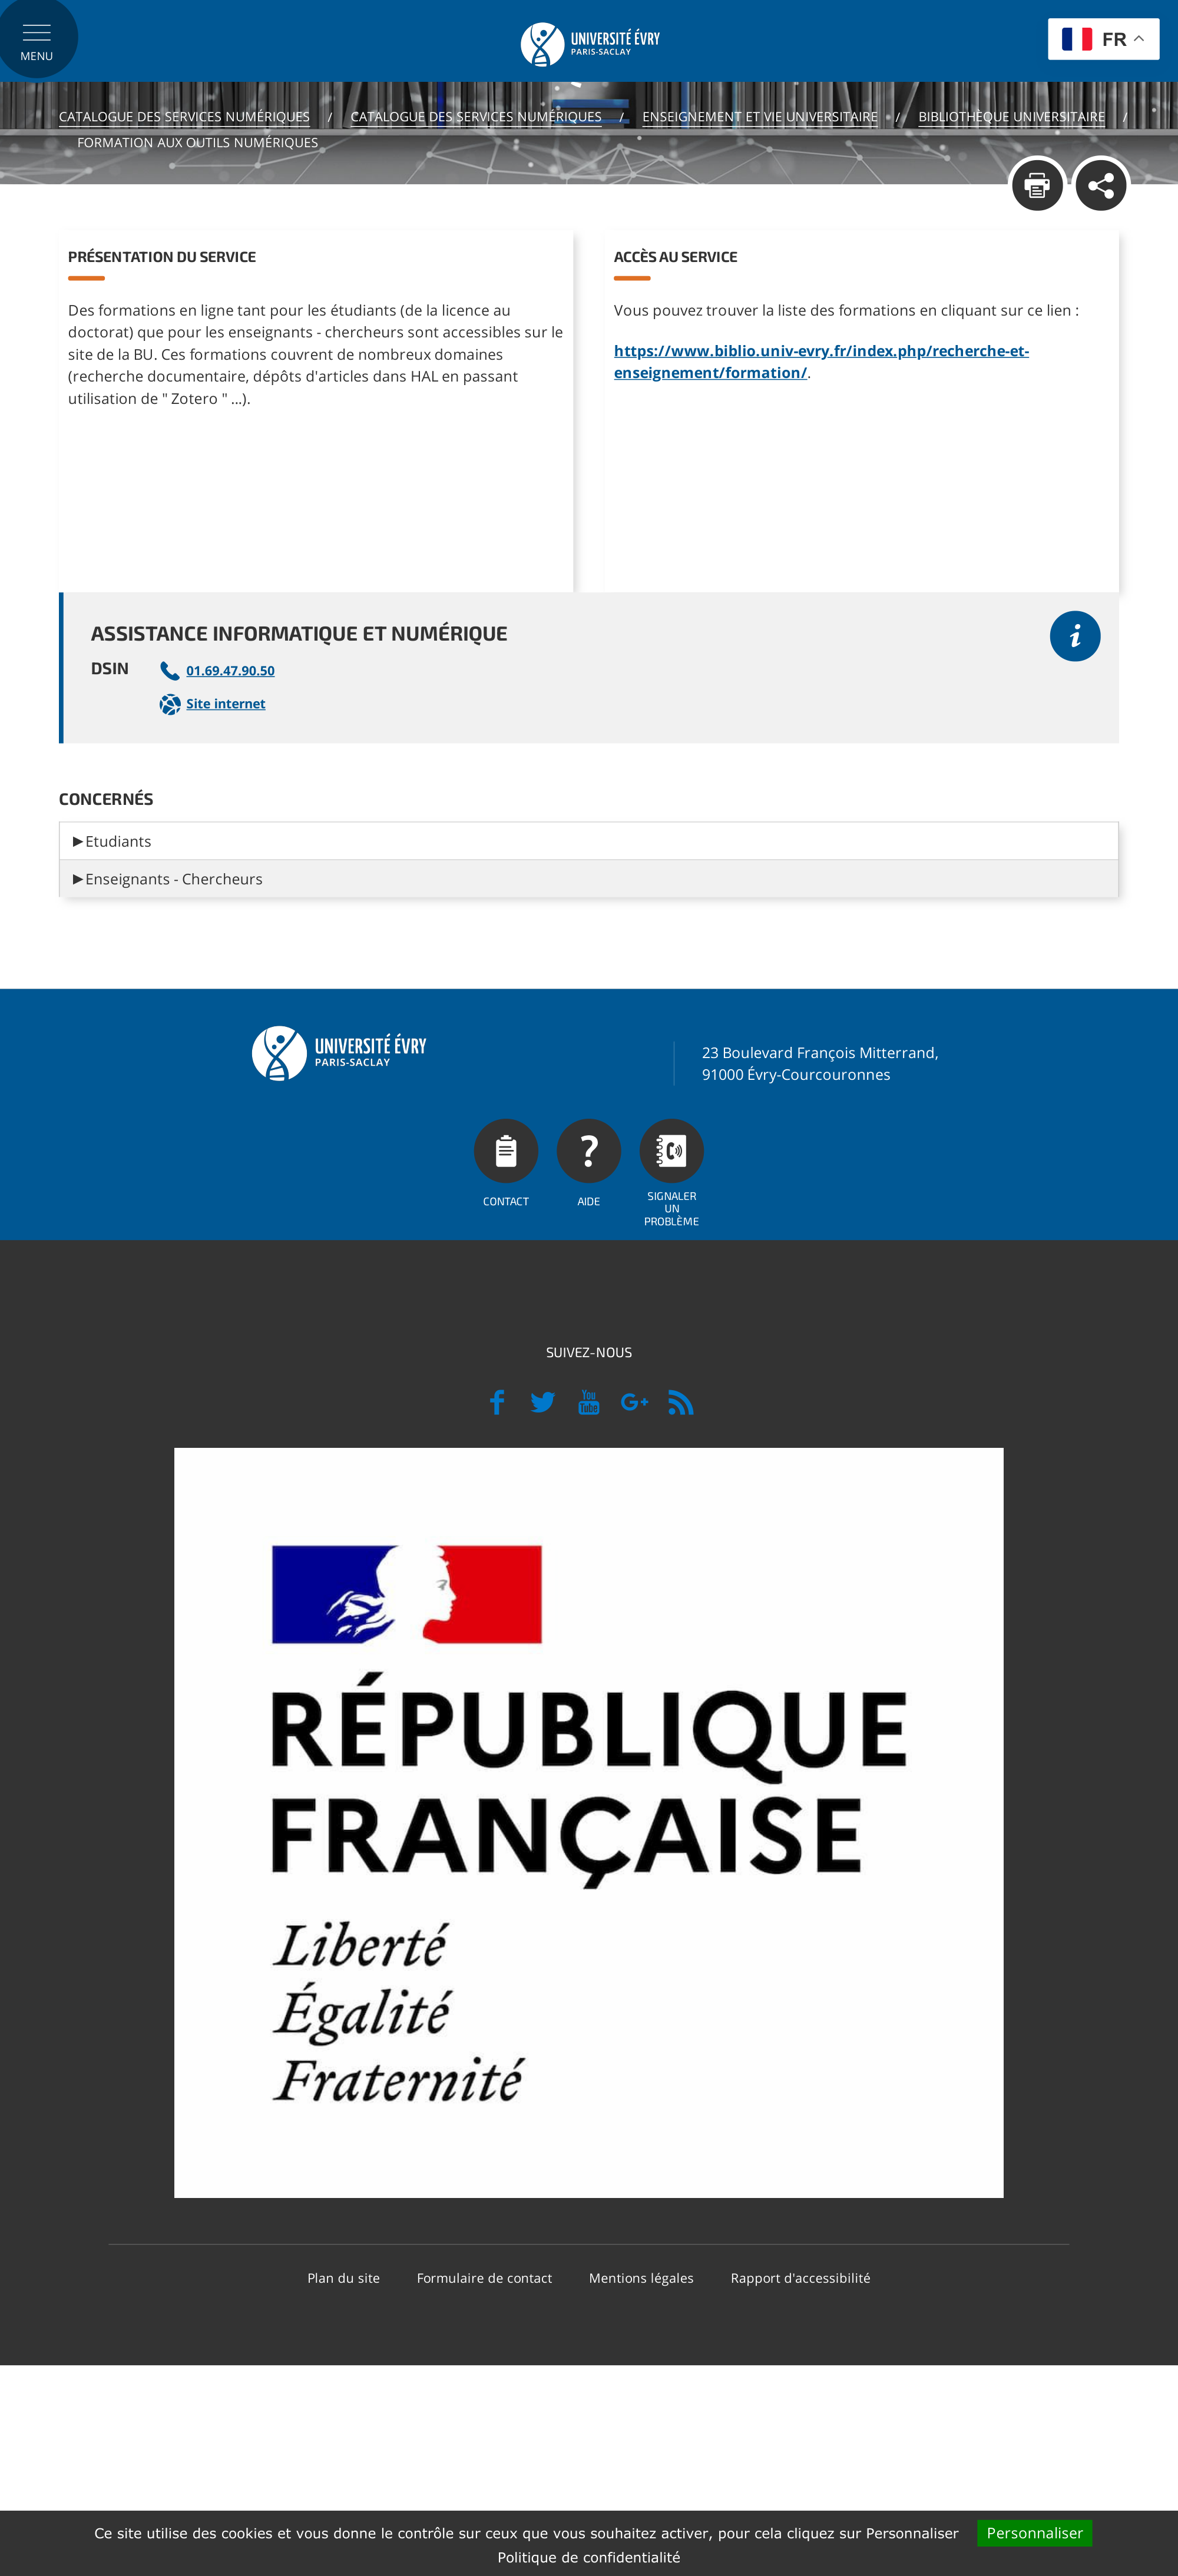 MENU
UNIVERSITÉ ÉVRY
PARIS-SACLAY
FR
CATALOGUE DES SERVICES NUMÉRIQUES / CATALOGUE DES SERVICES NUMÉRIQUES / ENSEIGNEMENT ET VIE UNIVERSITAIRE / BIBLIOTHÈQUE UNIVERSITAIRE /
FORMATION AUX OUTILS NUMÉRIQUES
PRÉSENTATION DU SERVICE
Des formations en ligne tant pour les étudiants (de la licence au
doctorat) que pour les enseignants - chercheurs sont accessibles sur le
site de la BU. Ces formations couvrent de nombreux domaines
(recherche documentaire, dépôts d'articles dans HAL en passant
utilisation de " Zotero " ...).
ACCÈS AU SERVICE
Vous pouvez trouver la liste des formations en cliquant sur ce lien :
https://www.biblio.univ-evry.fr/index.php/recherche-et-
enseignement/formation/.
ASSISTANCE INFORMATIQUE ET NUMÉRIQUE
DSIN
01.69.47.90.50
Site internet
CONCERNÉS
▶Etudiants
▶Enseignants - Chercheurs
UNIVERSITÉ ÉVRY
PARIS-SACLAY
23 Boulevard François Mitterrand,
91000 Évry-Courcouronnes
CONTACT
AIDE
SIGNALER
UN
PROBLÈME
SUIVEZ-NOUS
You
Tube
G+
RÉPUBLIQUE
FRANÇAISE
Liberté
Égalité
Fraternité
Plan du site Formulaire de contact Mentions légales Rapport d'accessibilité
Ce site utilise des cookies et vous donne le contrôle sur ceux que vous souhaitez activer, pour cela cliquez sur Personnaliser Personnaliser
Politique de confidentialité